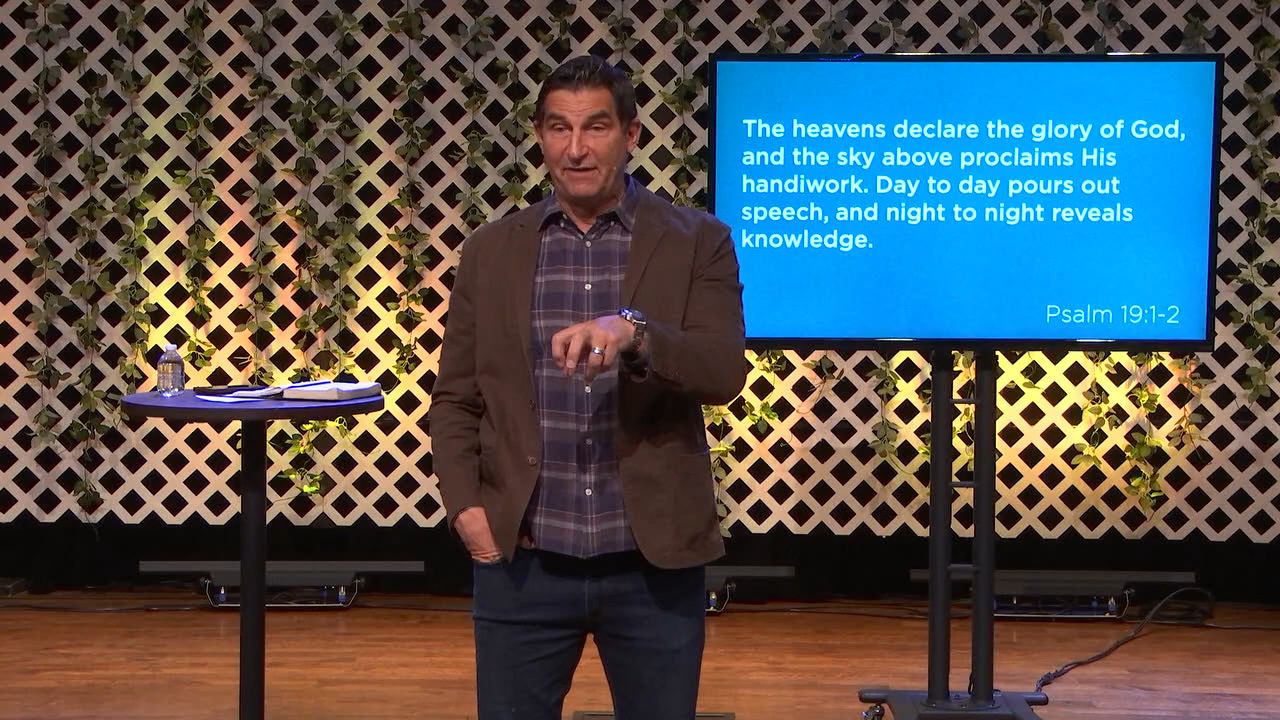 The heavens declare the glory of God,
and the sky above proclaims His
handiwork. Day to day pours out
speech, and night to night reveals
knowledge.
Psalm 19:1-2